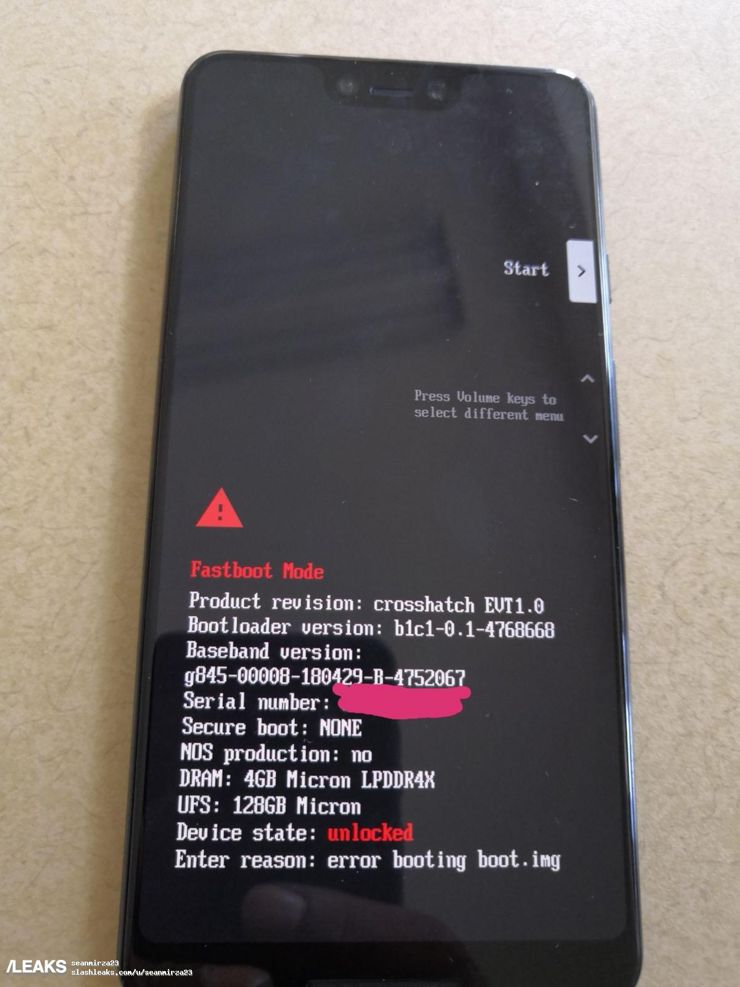 Start
>
Press Volume keys to
select different menu
!
Fastboot Mode
Product revision: crosshatch EVT1.0
Bootloader version: b1c1-0.1-4768668
Baseband version:
g845-00008-180429-B-4752067
Serial number:
Secure boot: NONE
NOS production: no
DRAM: 4GB Micron LPDDR4X
UFS: 128GB Micron
Device state: unlocked
Enter reason: error booting boot.img
/LEAKS seanmirza23
slashleaks.com/u/seanmirza23